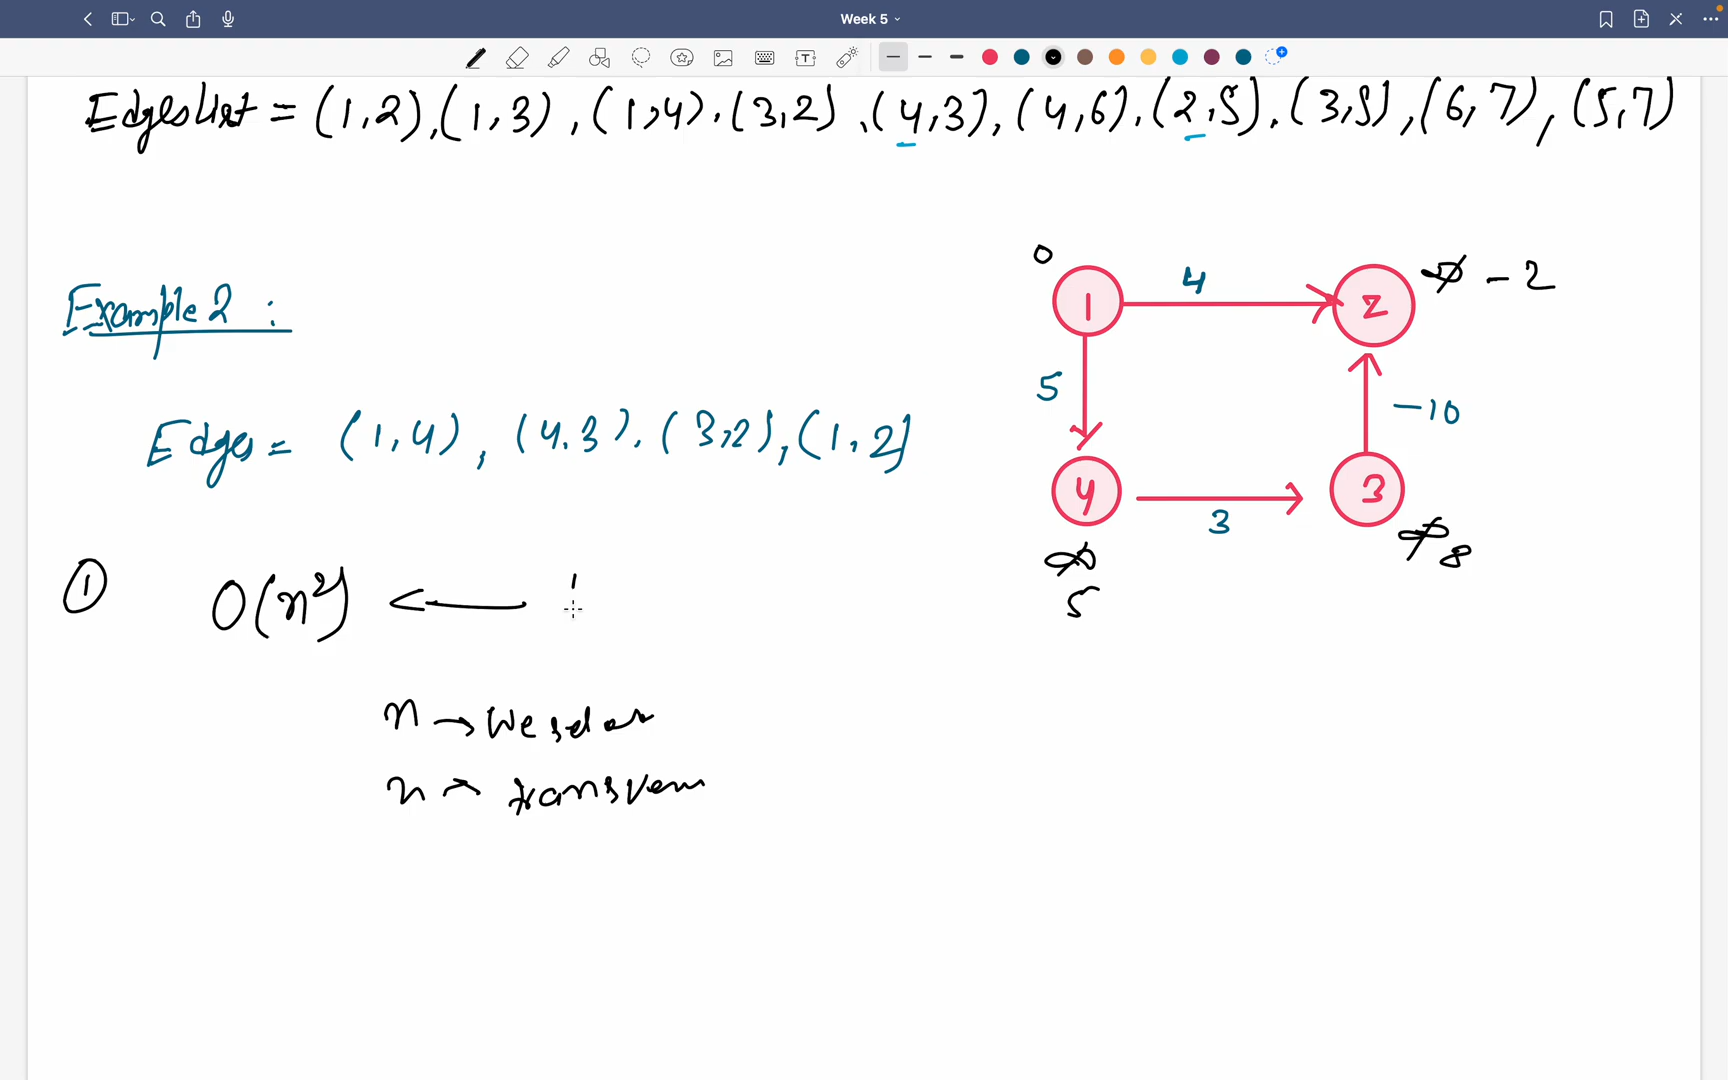 Week 5
Edges List = (1,2), (1,3), (1,4), (3,2), (4,3), (4,6), (2,5), (3,5), (6,7), (5,7)
0
4
1
2
∞ -2
Example 2 :
5
-10
Edges = (1,4), (4,3), (3,2), (1,2)
4
3
3
∞ 8
∞
5
① O(n²) ←
n →
n →